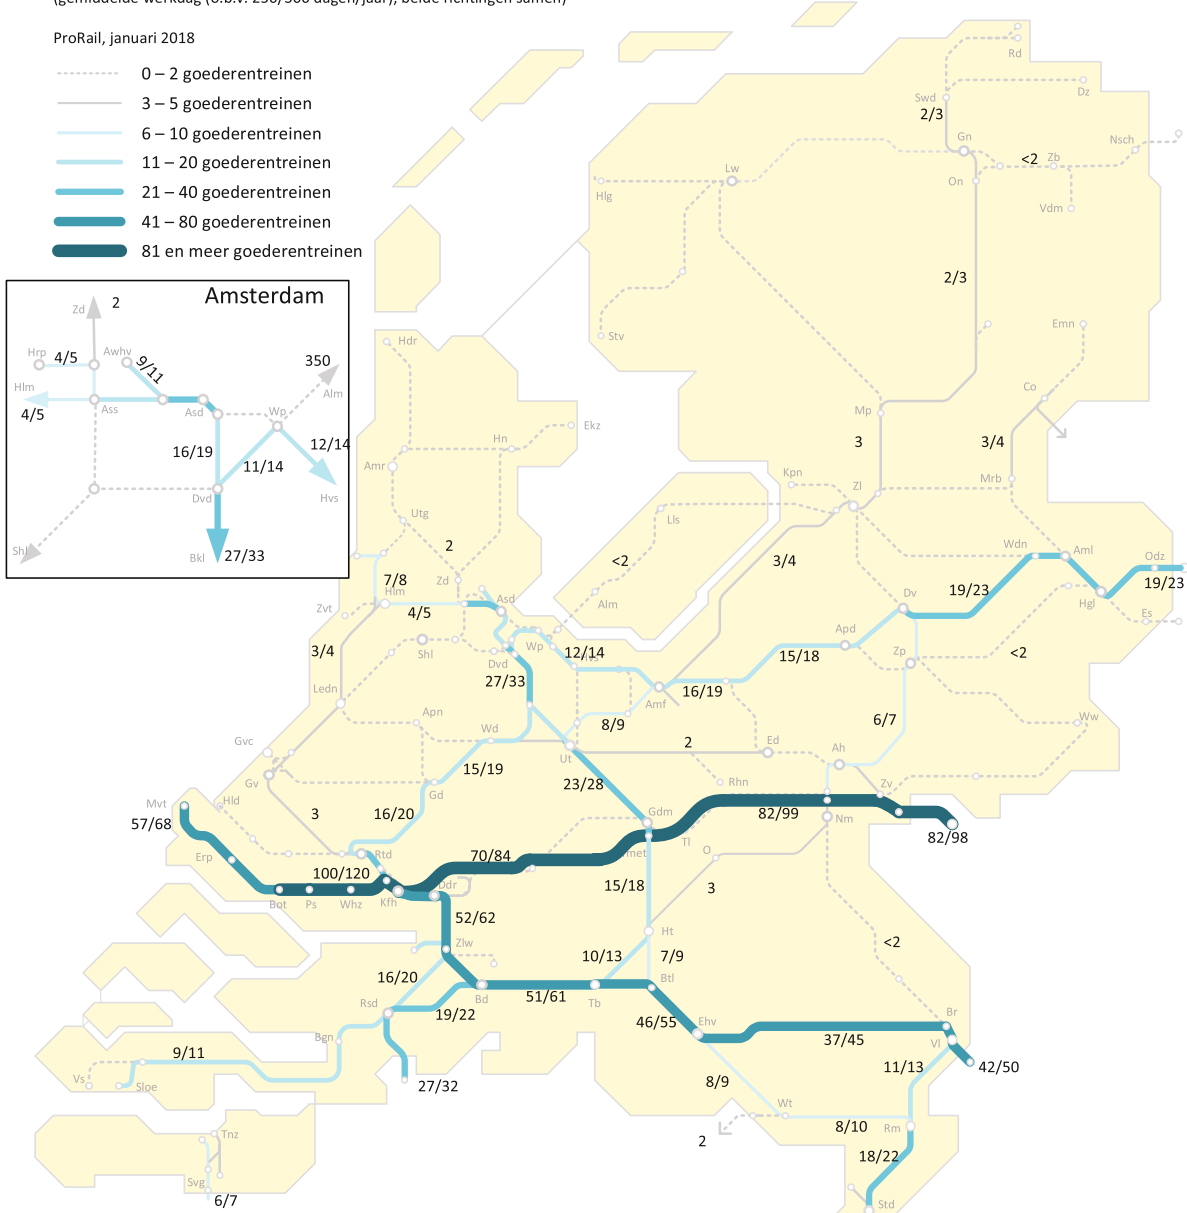 (gemiddelde werkdag (o.b.v. 250/300 dagen/jaar), beide richtingen samen)
ProRail, januari 2018
0 – 2 goederentreinen
3 – 5 goederentreinen
6 – 10 goederentreinen
11 – 20 goederentreinen
21 – 40 goederentreinen
41 – 80 goederentreinen
81 en meer goederentreinen
Amsterdam
Zd
2
Hrp
4/5
Awhv
9/11
350
Hlm
4/5
Ass
Asd
Wp
Alm
16/19
11/14
12/14
Dvd
Hvs
Shl
Bkl
27/33
Rd
Swd
Dz
2/3
Gn
Nsch
<2
Zb
Lw
On
Hlg
Vdm
2/3
Stv
Emn
Hdr
Co
Mp
Ekz
Hn
3
3/4
Amr
Kpn
Zl
Mrb
Utg
Lls
2
<2
3/4
Wdn
Aml
Odz
7/8
Zd
19/23
19/23
Hlm
Zvt
4/5
Asd
Alm
Dv
Hgl
Es
3/4
Shl
Wp
Dvd
12/14
Apd
15/18
Zp
<2
27/33
Ledn
16/19
Amf
Apn
Wd
8/9
6/7
Ww
Gvc
Ut
2
Ed
Ah
15/19
Gv
23/28
Rhn
Zv
Mvt
Hld
Gd
57/68
3
16/20
Gdm
82/99
Nm
82/98
Tl
Erp
Rtd
70/84
O
100/120
Ddr
15/18
3
Bot
Ps
Whz
Kfh
52/62
Ht
<2
Zlw
10/13
7/9
16/20
Btl
Rsd
19/22
Bd
51/61
Tb
46/55
Ehv
Br
Bgn
37/45
Vl
9/11
11/13
42/50
Vs
Sloe
27/32
8/9
Wt
8/10
Rm
2
Tnz
18/22
Svg
6/7
Std